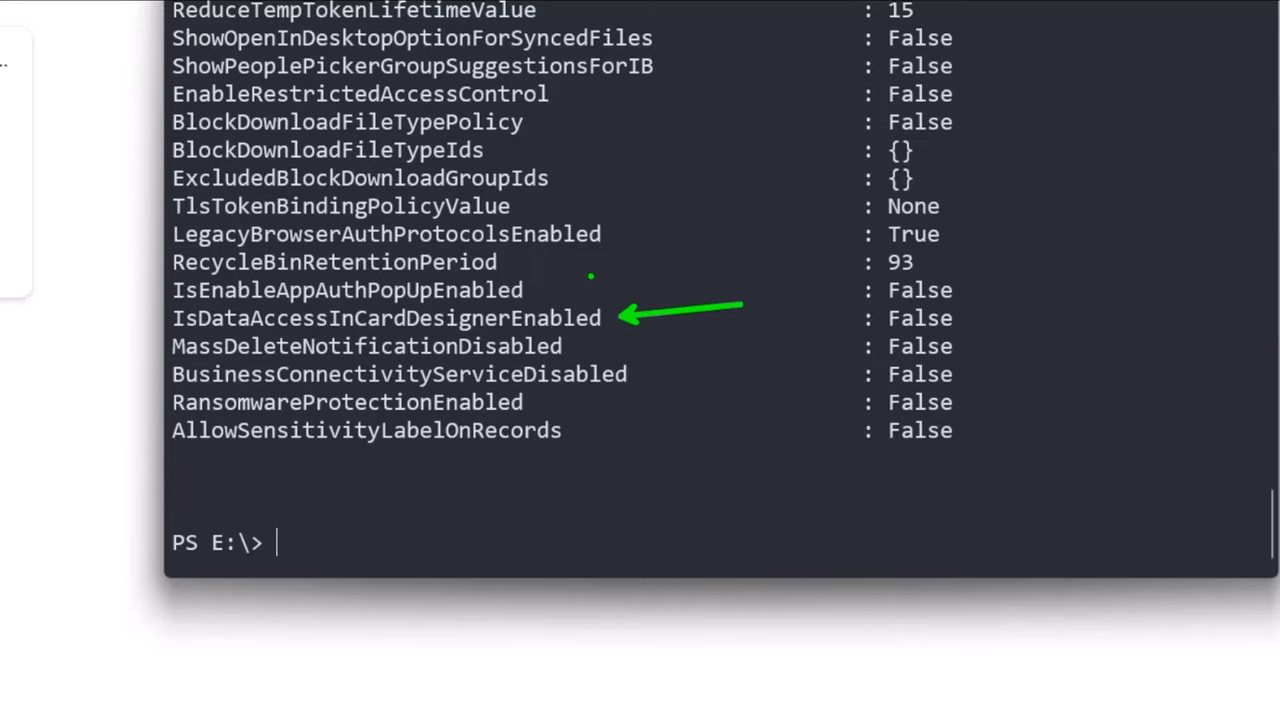 ReduceTempTokenLifetimeValue : 15
ShowOpenInDesktopOptionForSyncedFiles : False
ShowPeoplePickerGroupSuggestionsForIB : False
EnableRestrictedAccessControl : False
BlockDownloadFileTypePolicy : False
BlockDownloadFileTypeIds : {}
ExcludedBlockDownloadGroupIds : {}
TlsTokenBindingPolicyValue : None
LegacyBrowserAuthProtocolsEnabled : True
RecycleBinRetentionPeriod : 93
IsEnableAppAuthPopUpEnabled : False
IsDataAccessInCardDesignerEnabled : False
MassDeleteNotificationDisabled : False
BusinessConnectivityServiceDisabled : False
RansomwareProtectionEnabled : False
AllowSensitivityLabelOnRecords : False
PS E:\>